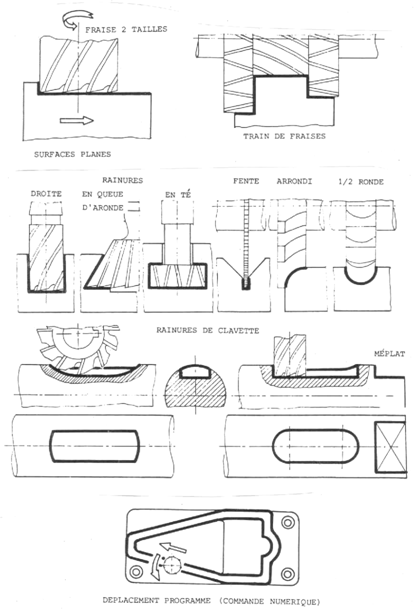 FRAISE 2 TAILLES
TRAIN DE FRAISES
SURFACES PLANES
RAINURES
DROITE
EN QUEUE
D'ARONDE
EN TÉ
FENTE
ARRONDI
1/2 RONDE
RAINURES DE CLAVETTE
MÉPLAT
DEPLACEMENT PROGRAMME (COMMANDE NUMERIQUE)